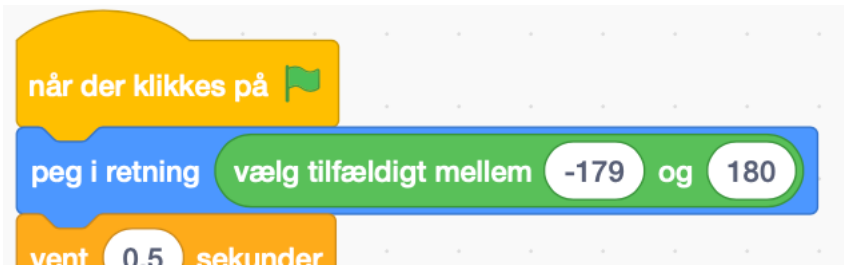 når der klikkes på
peg i retning vælg tilfældigt mellem -179 og 180
vent 0.5 sekunder